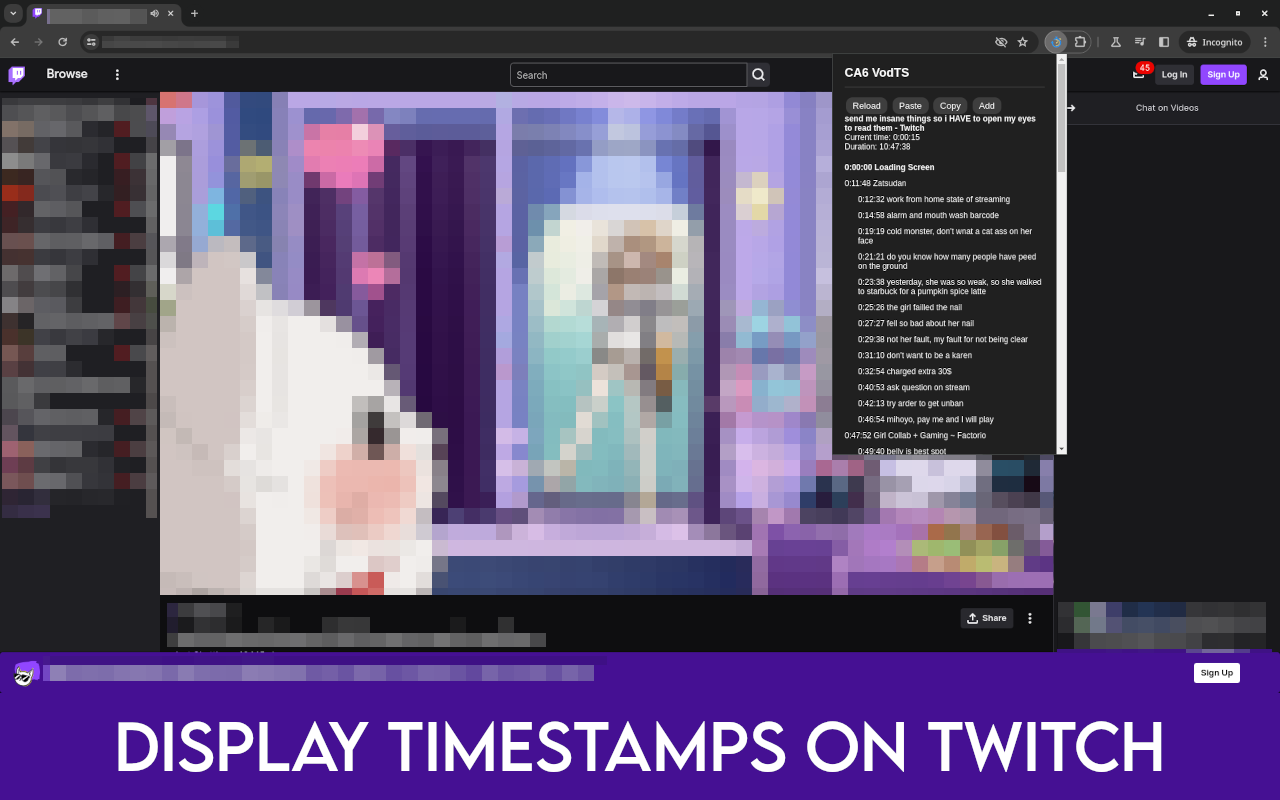 Incognito
Browse
Search
45
Log In
Sign Up
Chat on Videos
CA6 VodTS
Reload
Paste
Copy
Add
send me insane things so i HAVE to open my eyes
to read them - Twitch
Current time: 0:00:15
Duration: 10:47:38
0:00:00 Loading Screen
0:11:48 Zatsudan
0:12:32 work from home state of streaming
0:14:58 alarm and mouth wash barcode
0:19:19 cold monster, don't wnat a cat ass on her
face
0:21:21 do you know how many people have peed
on the ground
0:23:38 yesterday, she was so weak, so she walked
to starbuck for a pumpkin spice latte
0:25:26 the girl failled the nail
0:27:27 fell so bad about her nail
0:29:38 not her fault, my fault for not being clear
0:31:10 don't want to be a karen
0:32:54 charged extra 30$
0:40:53 ask question on stream
0:42:13 try arder to get unban
0:46:54 mihoyo, pay me and I will play
0:47:52 Girl Collab + Gaming ~ Factorio
0:49:40 belly is best spot
Share
Sign Up
DISPLAY TIMESTAMPS ON TWITCH